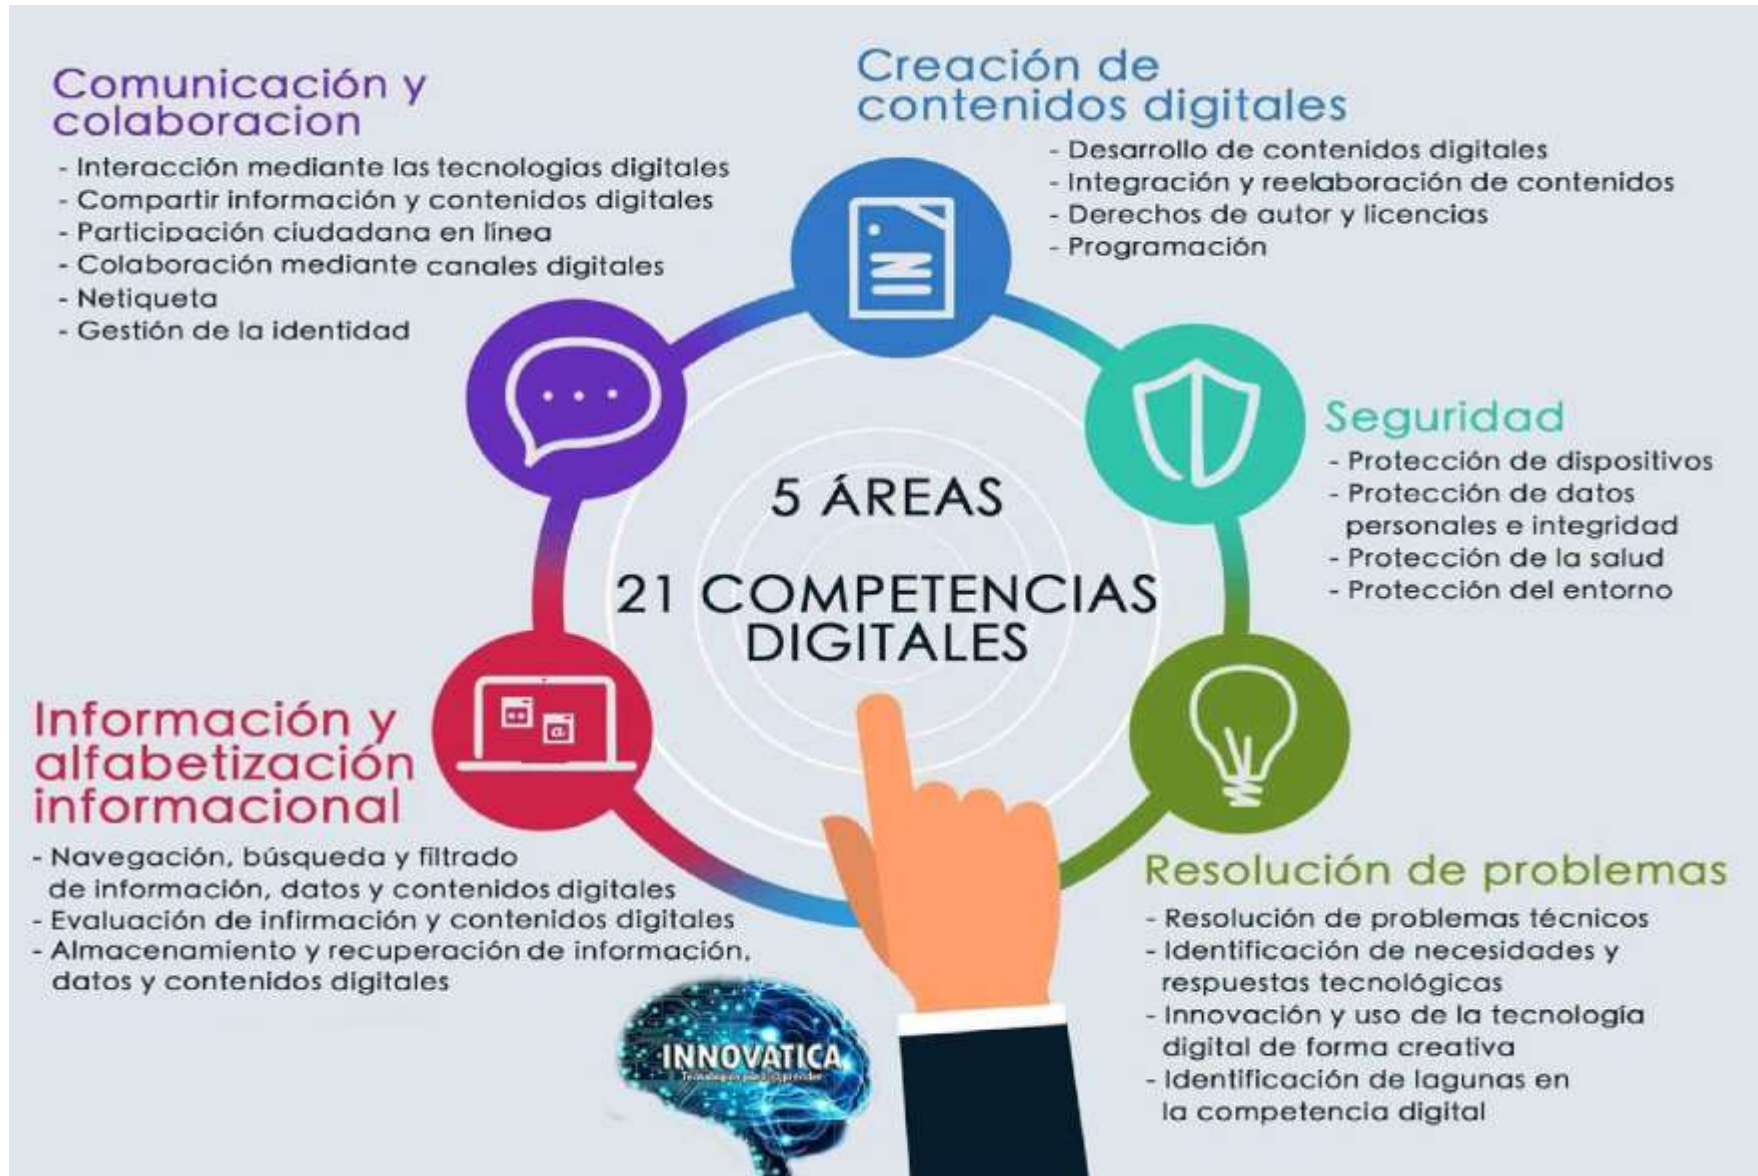 Comunicación y
colaboracion
- Interacción mediante las tecnologias digitales
- Compartir información y contenidos digitales
- Participación ciudadana en línea
- Colaboración mediante canales digitales
- Netiqueta
- Gestión de la identidad
Creación de
contenidos digitales
- Desarrollo de contenidos digitales
- Integración y reelaboración de contenidos
- Derechos de autor y licencias
- Programación
Seguridad
- Protección de dispositivos
- Protección de datos
personales e integridad
- Protección de la salud
- Protección del entorno
5 ÁREAS
21 COMPETENCIAS
DIGITALES
Información y
alfabetización
informacional
- Navegación, búsqueda y filtrado
de información, datos y contenidos digitales
- Evaluación de infirmación y contenidos digitales
- Almacenamiento y recuperación de información,
datos y contenidos digitales
Resolución de problemas
- Resolución de problemas técnicos
- Identificación de necesidades y
respuestas tecnológicas
- Innovación y uso de la tecnología
digital de forma creativa
- Identificación de lagunas en
la competencia digital
INNOVATICA
Tecnologías para aprender